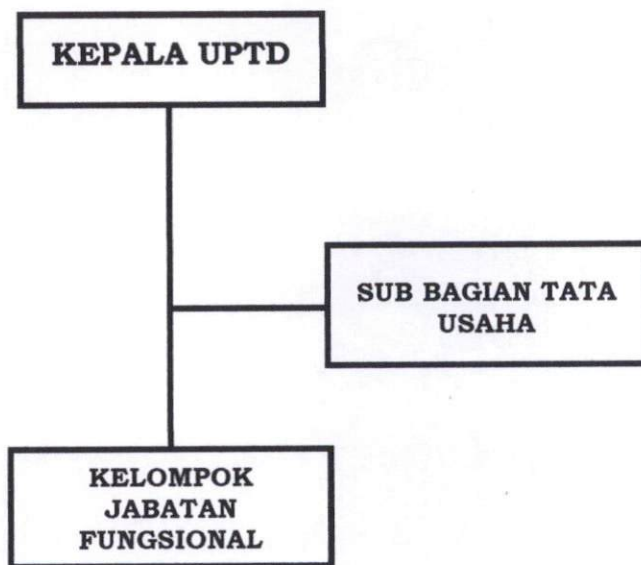 KEPALA UPTD
SUB BAGIAN TATA
USAHA
KELOMPOK
JABATAN
FUNGSIONAL